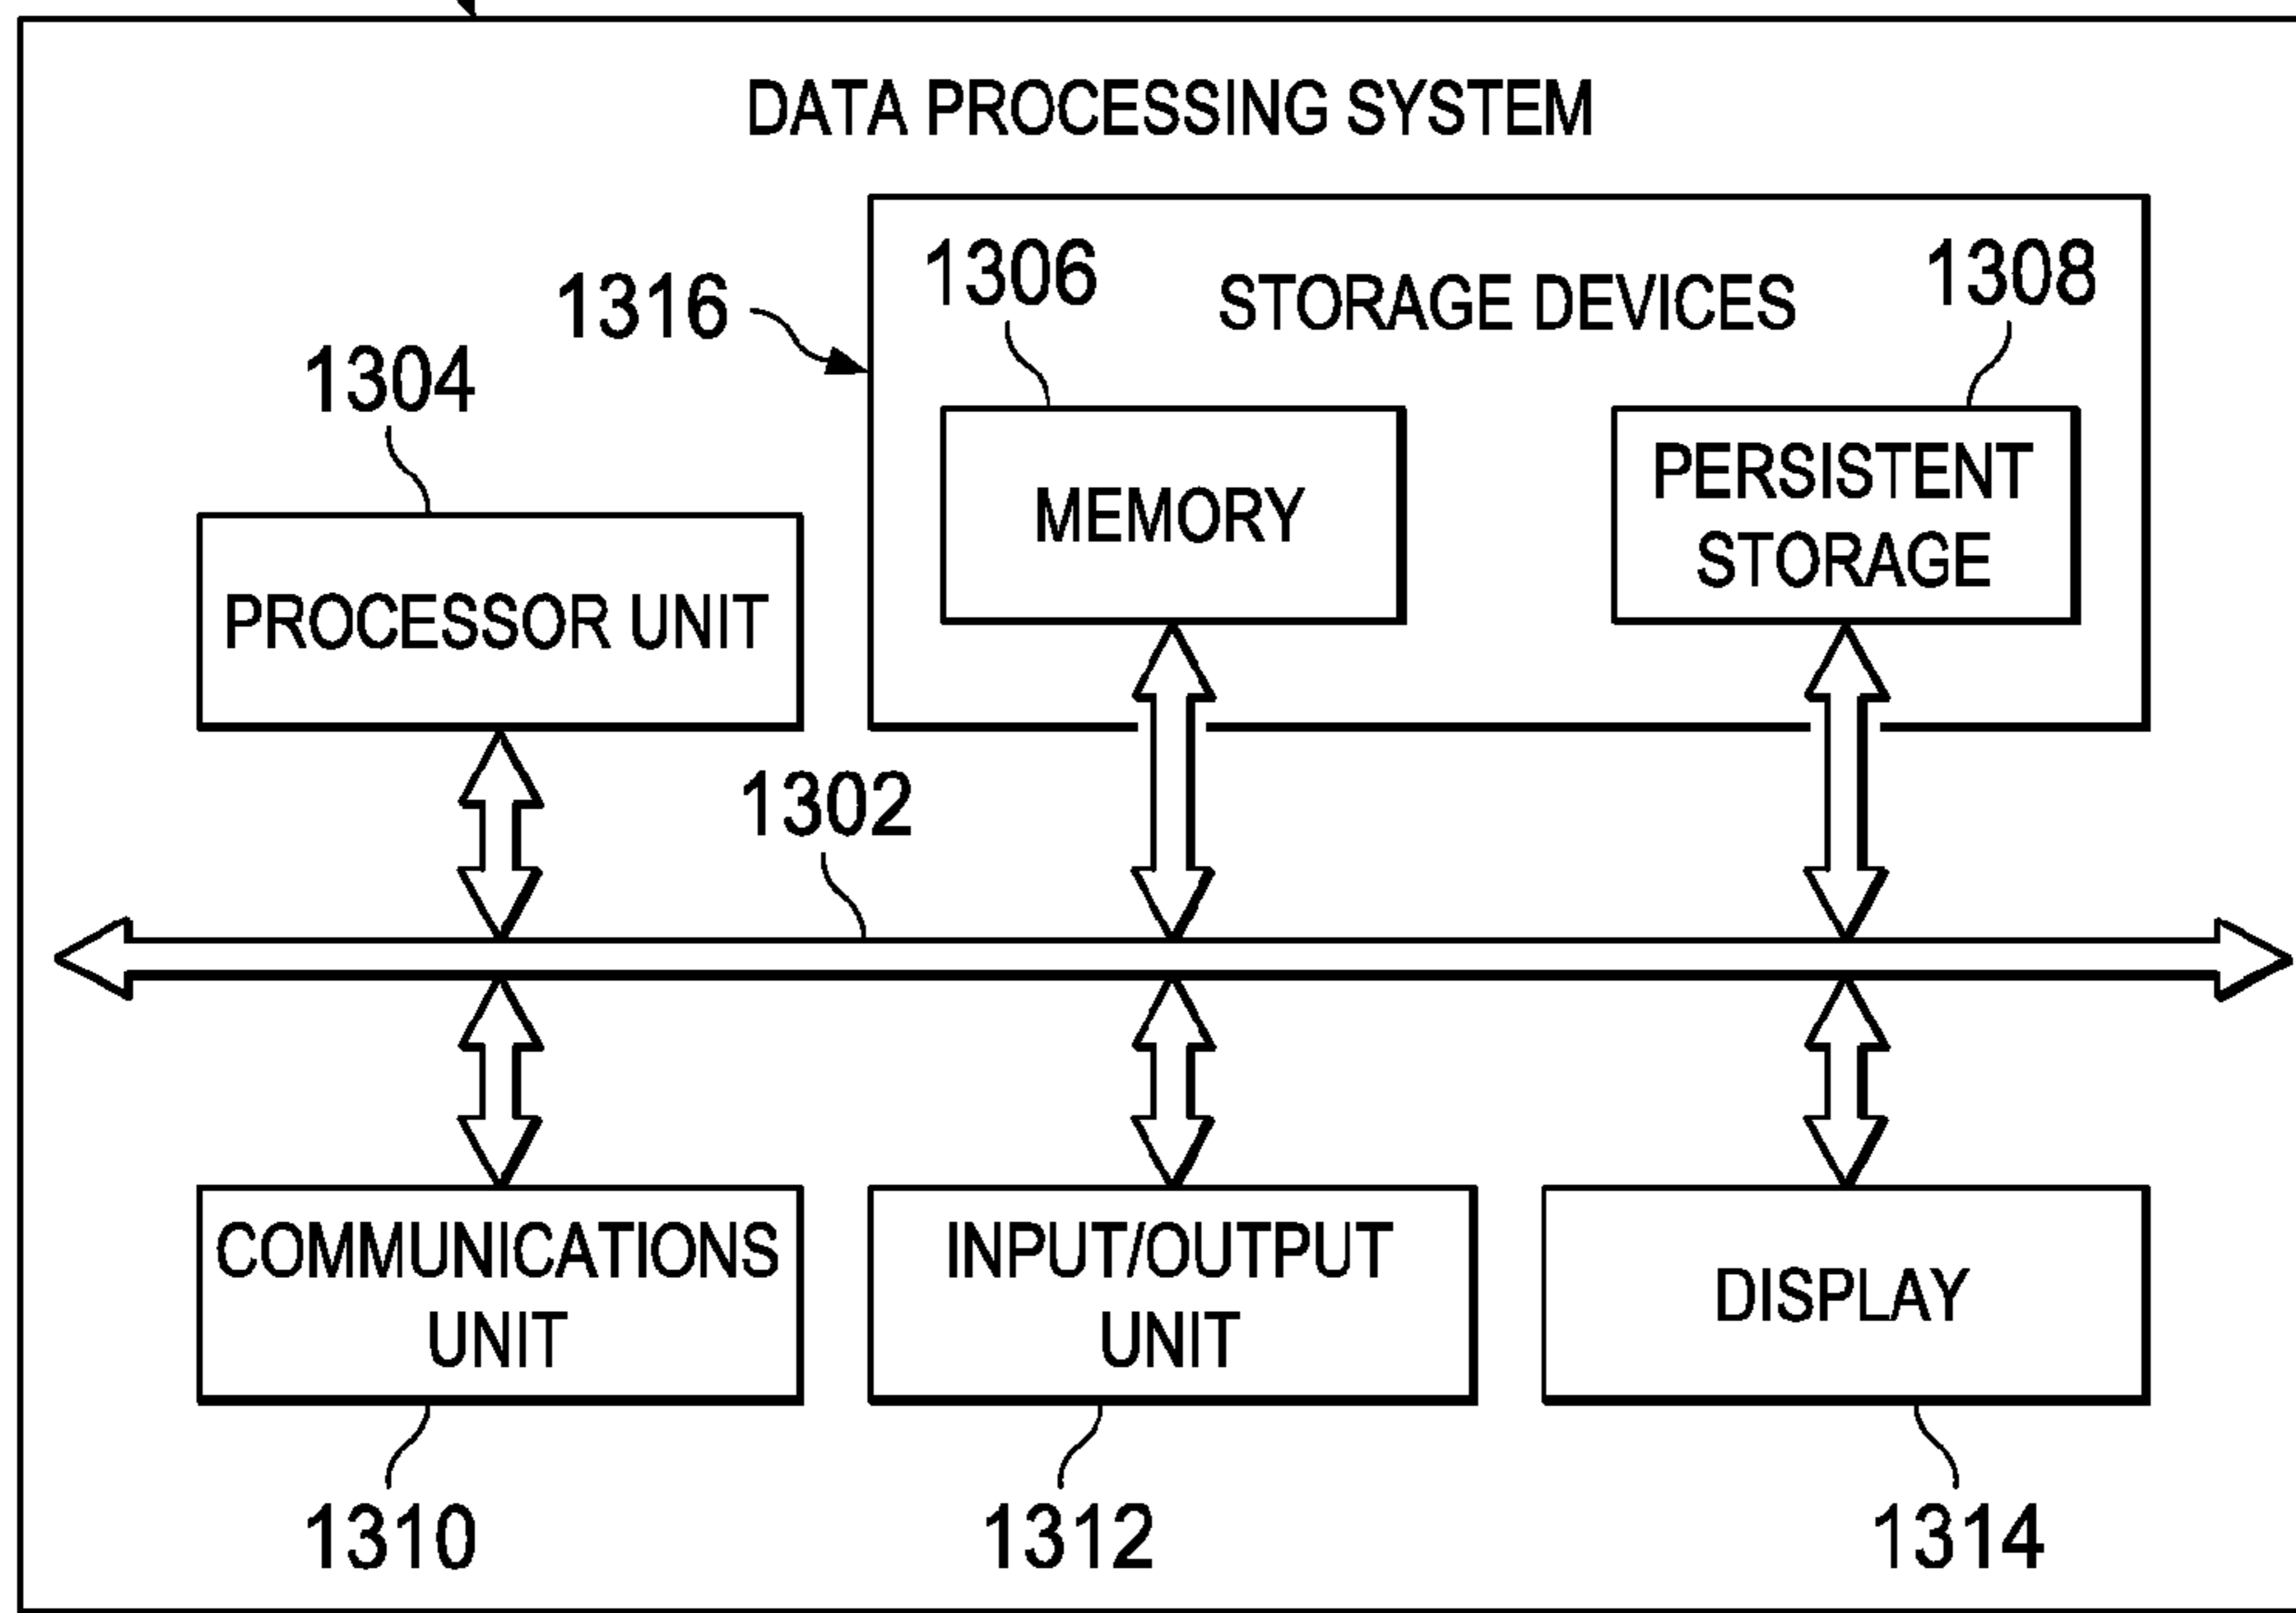 DATA PROCESSING SYSTEM
1316
1306
STORAGE DEVICES
1308
1304
MEMORY
PERSISTENT
STORAGE
PROCESSOR UNIT
1302
COMMUNICATIONS
UNIT
INPUT/OUTPUT
UNIT
DISPLAY
1310
1312
1314